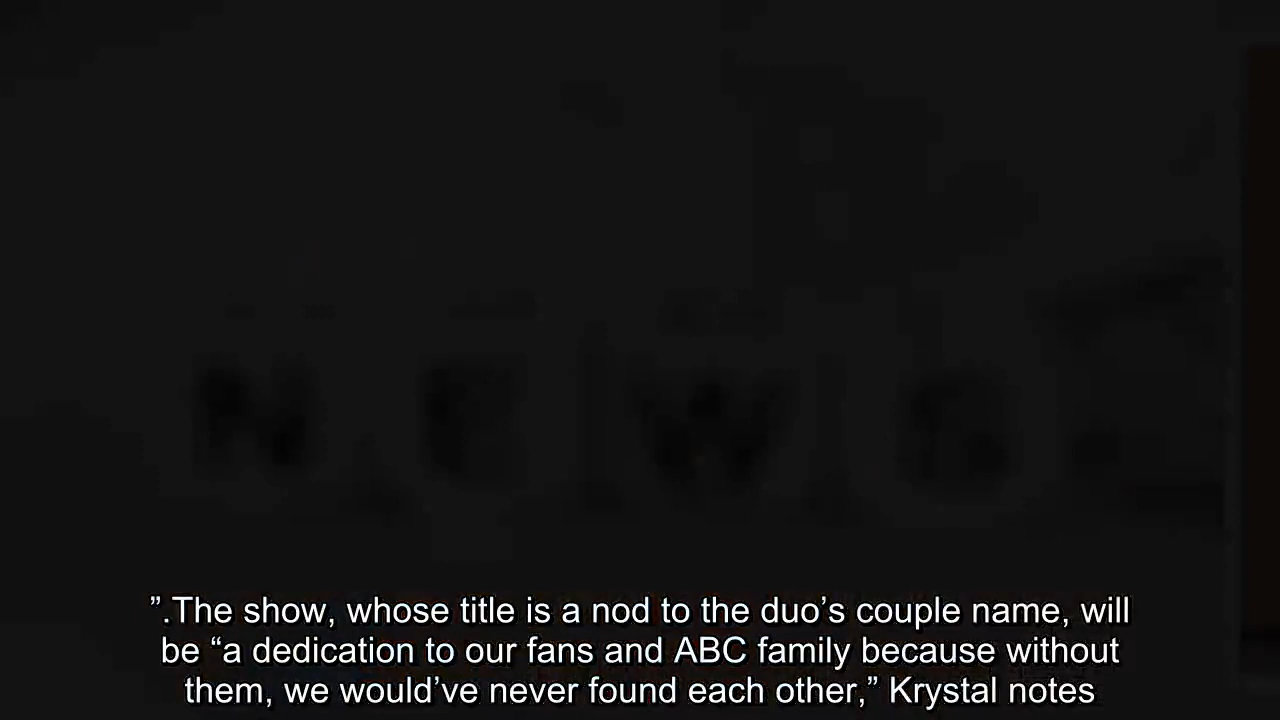 NEWS
”.The show, whose title is a nod to the duo’s couple name, will
be “a dedication to our fans and ABC family because without
them, we would’ve never found each other,” Krystal notes